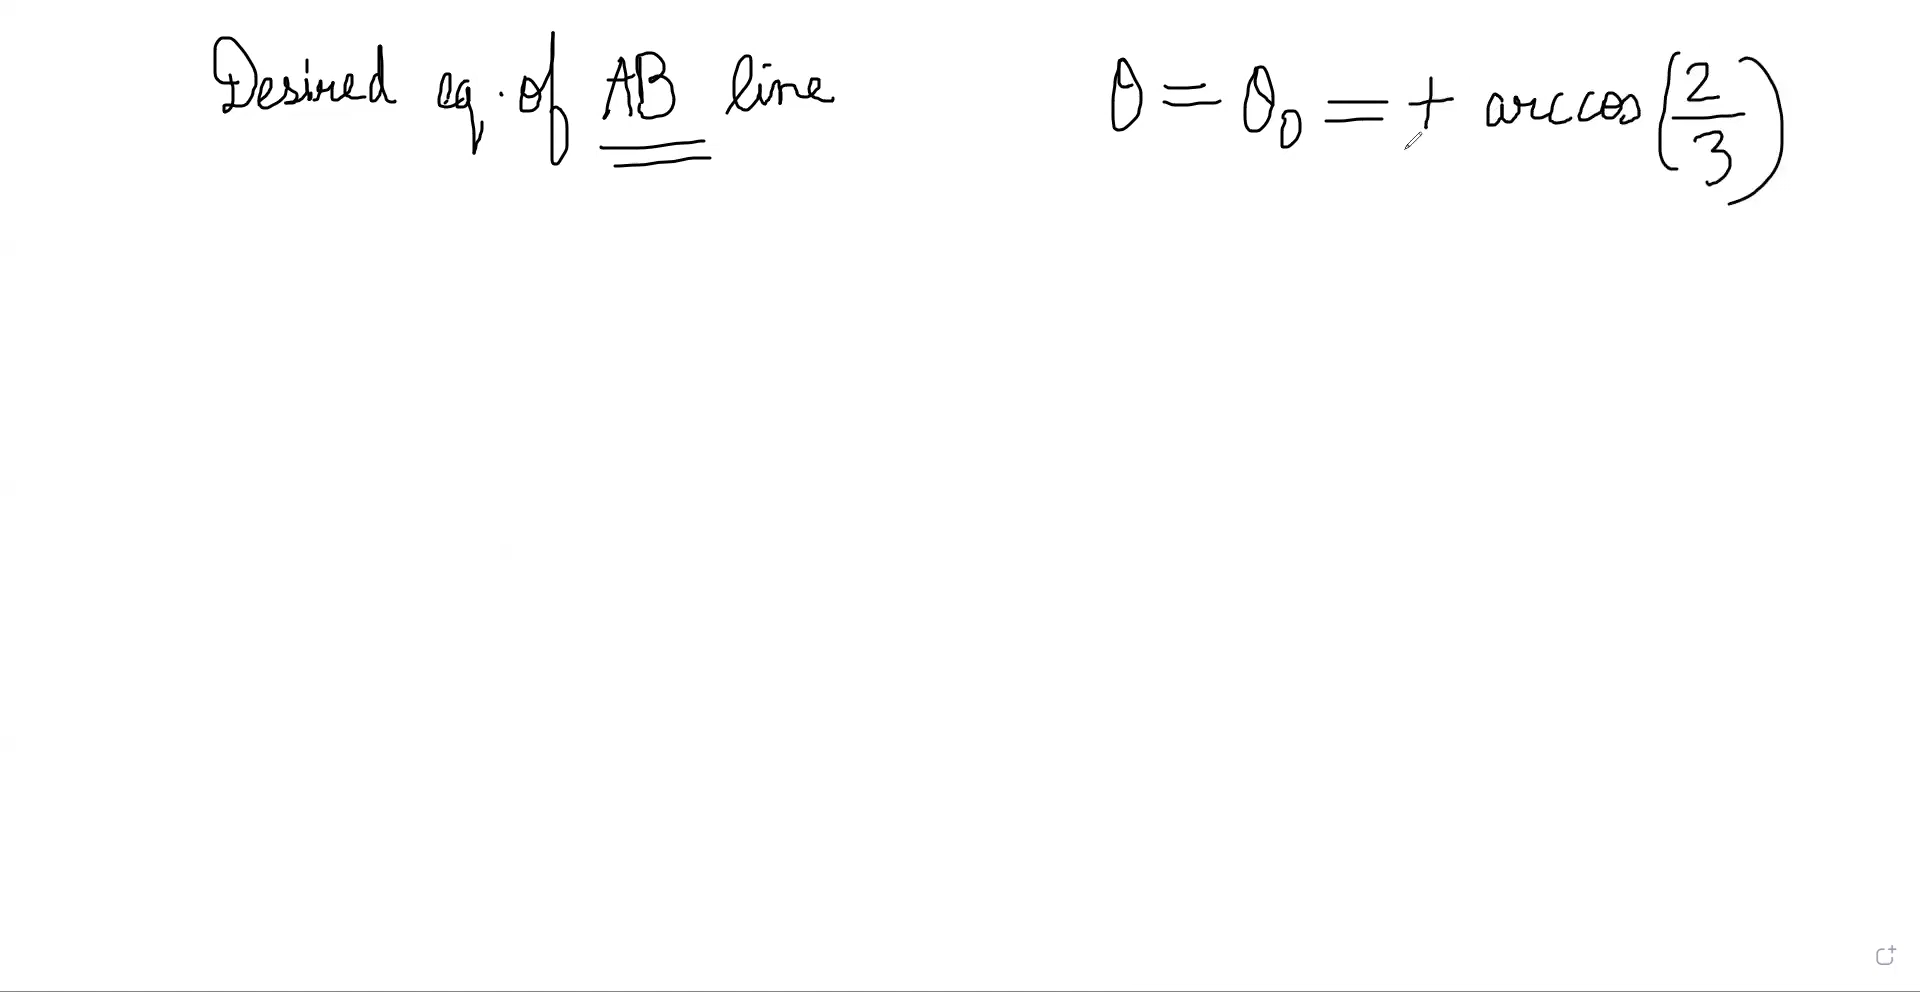 Desired eq. of AB line θ = θ₀ = + arccos(2/3)